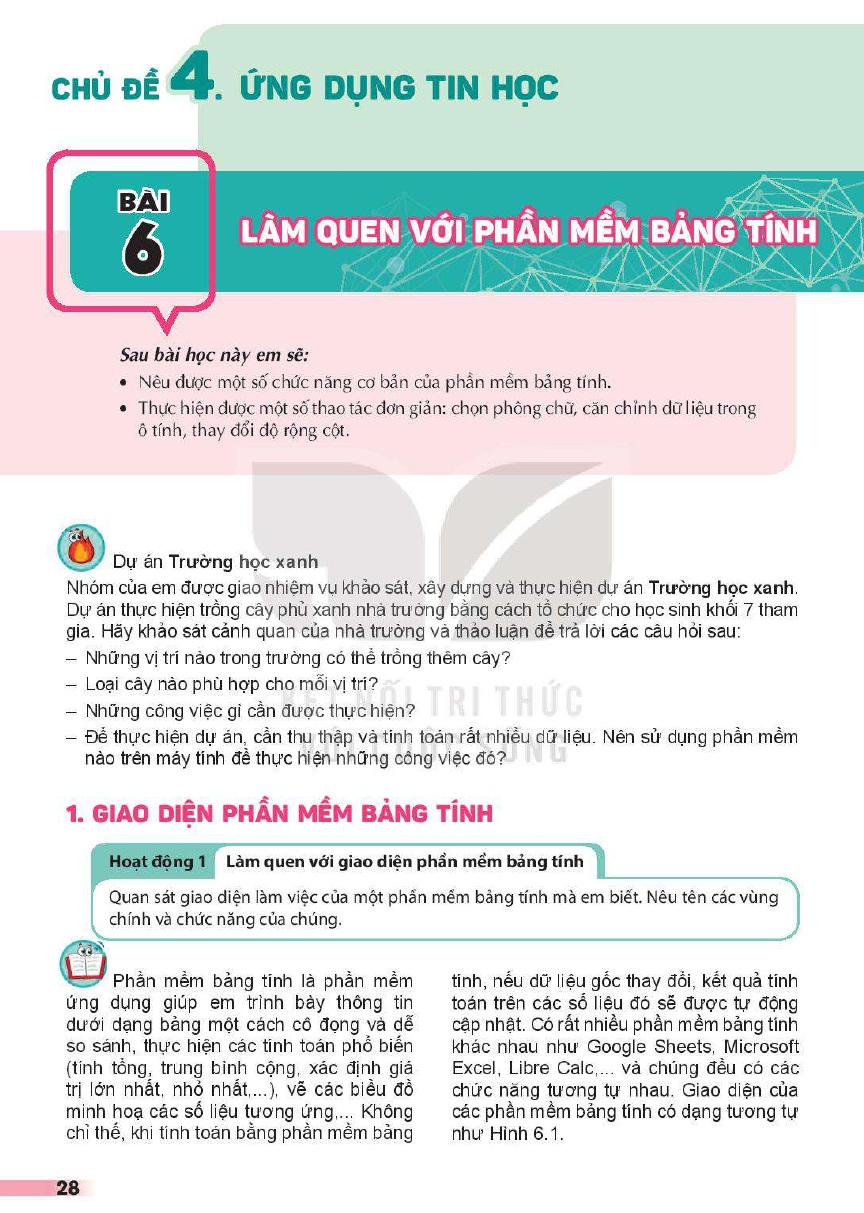 CHỦ ĐỀ 4. ỨNG DỤNG TIN HỌC
BÀI
6
LÀM QUEN VỚI PHẦN MỀM BẢNG TÍNH
Sau bài học này em sẽ:
• Nêu được một số chức năng cơ bản của phần mềm bảng tính.
• Thực hiện được một số thao tác đơn giản: chọn phông chữ, căn chỉnh dữ liệu trong
ô tính, thay đổi độ rộng cột.
Dự án Trường học xanh
Nhóm của em được giao nhiệm vụ khảo sát, xây dựng và thực hiện dự án Trường học xanh.
Dự án thực hiện trồng cây phủ xanh nhà trường bằng cách tổ chức cho học sinh khối 7 tham
gia. Hãy khảo sát cảnh quan của nhà trường và thảo luận để trả lời các câu hỏi sau:
– Những vị trí nào trong trường có thể trồng thêm cây?
– Loại cây nào phù hợp cho mỗi vị trí?
– Những công việc gì cần được thực hiện?
– Để thực hiện dự án, cần thu thập và tính toán rất nhiều dữ liệu. Nên sử dụng phần mềm
nào trên máy tính để thực hiện những công việc đó?
KẾT NỐI TRI THỨC
VỚI CUỘC SỐNG
1. GIAO DIỆN PHẦN MỀM BẢNG TÍNH
Hoạt động 1 Làm quen với giao diện phần mềm bảng tính
Quan sát giao diện làm việc của một phần mềm bảng tính mà em biết. Nêu tên các vùng
chính và chức năng của chúng.
Phần mềm bảng tính là phần mềm
ứng dụng giúp em trình bày thông tin
dưới dạng bảng một cách cô đọng và dễ
so sánh, thực hiện các tính toán phổ biến
(tính tổng, trung bình cộng, xác định giá
trị lớn nhất, nhỏ nhất,...), vẽ các biểu đồ
minh hoạ các số liệu tương ứng,... Không
chỉ thế, khi tính toán bằng phần mềm bảng
tính, nếu dữ liệu gốc thay đổi, kết quả tính
toán trên các số liệu đó sẽ được tự động
cập nhật. Có rất nhiều phần mềm bảng tính
khác nhau như Google Sheets, Microsoft
Excel, Libre Calc,... và chúng đều có các
chức năng tương tự nhau. Giao diện của
các phần mềm bảng tính có dạng tương tự
như Hình 6.1.
28